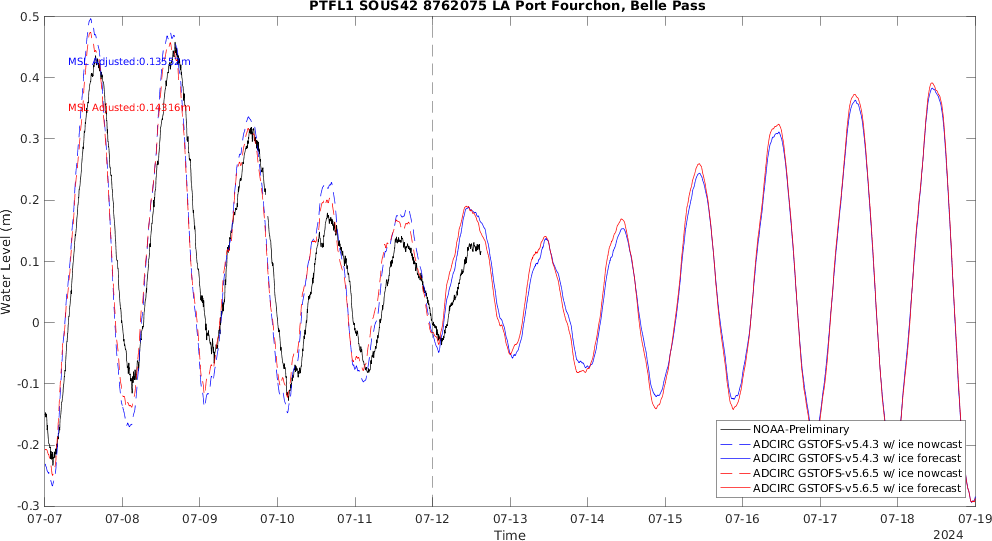 PTFL1 SOUS42 8762075 LA Port Fourchon, Belle Pass
0.5
MSL Adjusted:0.1355 m
0.4
MSL Adjusted:0.14316m
0.3
0.2
0.1
0
-0.1
-0.2
-0.3
Water Level (m)
NOAA-Preliminary
ADCIRC GSTOFS-v5.4.3 w/ ice nowcast
ADCIRC GSTOFS-v5.4.3 w/ ice forecast
ADCIRC GSTOFS-v5.6.5 w/ ice nowcast
ADCIRC GSTOFS-v5.6.5 w/ ice forecast
07-07 07-08 07-09 07-10 07-11 07-12 07-13 07-14 07-15 07-16 07-17 07-18 07-19
Time
2024